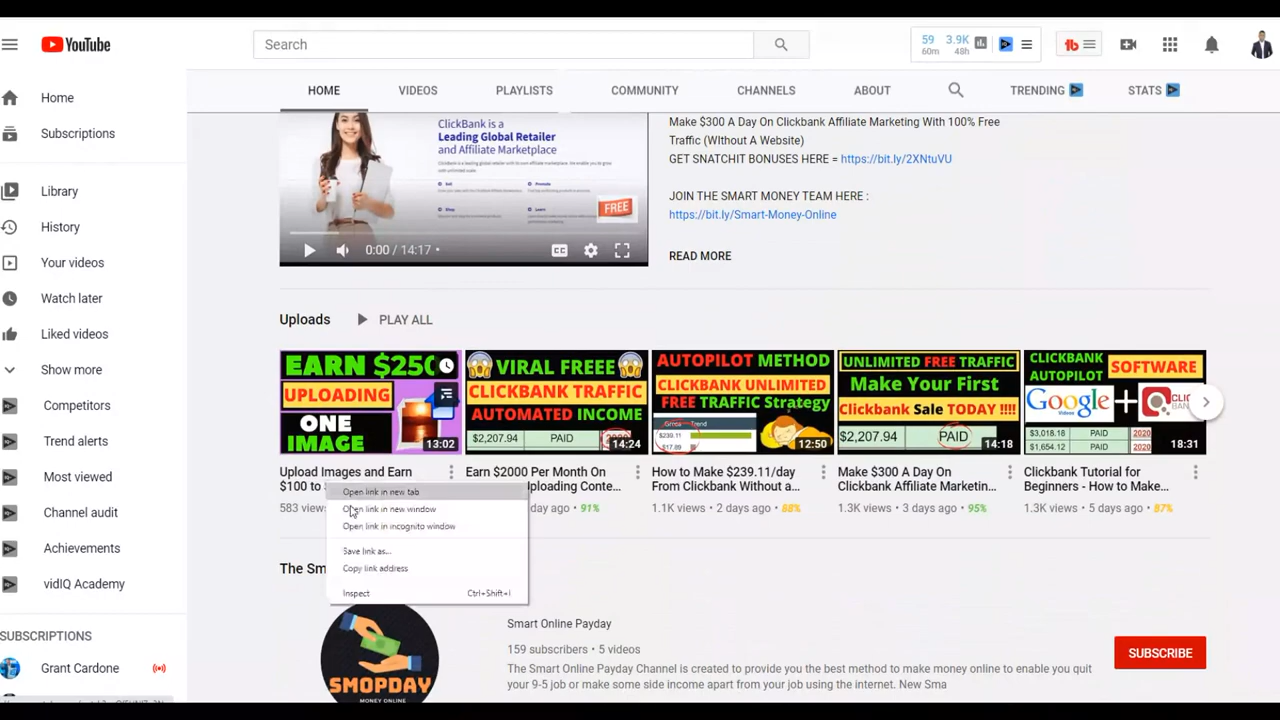 YouTube
Search
59
60m
3.9K
48h
Home
Subscriptions
Library
History
Your videos
Watch later
Liked videos
Show more
Competitors
Trend alerts
Most viewed
Channel audit
Achievements
vidIQ Academy
SUBSCRIPTIONS
Grant Cardone
HOME
VIDEOS
PLAYLISTS
COMMUNITY
CHANNELS
ABOUT
TRENDING
STATS
ClickBank is a
Leading Global Retailer
and Affiliate Marketplace
FREE
0:00 / 14:17
CC
Make $300 A Day On Clickbank Affiliate Marketing With 100% Free
Traffic (WIthout A Website)
GET SNATCHIT BONUSES HERE = https://bit.ly/2XNtuVU
JOIN THE SMART MONEY TEAM HERE :
https://bit.ly/Smart-Money-Online
READ MORE
Uploads
PLAY ALL
EARN $250
UPLOADING
ONE
IMAGE
13:02
Upload Images and Earn
$100 to
583 views
VIRAL FREEE
CLICKBANK TRAFFIC
AUTOMATED INCOME
$2,207.94 PAID
14:24
Earn $2000 Per Month On
Uploading Conte...
day ago • 91%
AUTOPILOT METHOD
CLICKBANK UNLIMITED
FREE TRAFFIC Strategy
$239.11
12:50
How to Make $239.11/day
From Clickbank Without a...
1.1K views • 2 days ago • 88%
UNLIMITED FREE TRAFFIC
Make Your First
Clickbank Sale TODAY !!!!
$2,207.94 PAID
14:18
Make $300 A Day On
Clickbank Affiliate Marketin...
1.3K views • 3 days ago • 95%
CLICKBANK
AUTOPILOT
SOFTWARE
Google
Videos
+
$3,018.18 PAID 2020
$1,654.12 PAID
18:31
Clickbank Tutorial for
Beginners - How to Make...
1.3K views • 5 days ago • 87%
Open link in new tab
Open link in new window
Open link in incognito window
Save link as...
Copy link address
Inspect Ctrl+Shift+I
The Sm
SMOPDAY
MONEY ONLINE
Smart Online Payday
159 subscribers • 5 videos
The Smart Online Payday Channel is created to provide you the best method to make money online to enable you quit
your 9-5 job or make some side income apart from your job using the internet. New Sma
SUBSCRIBE